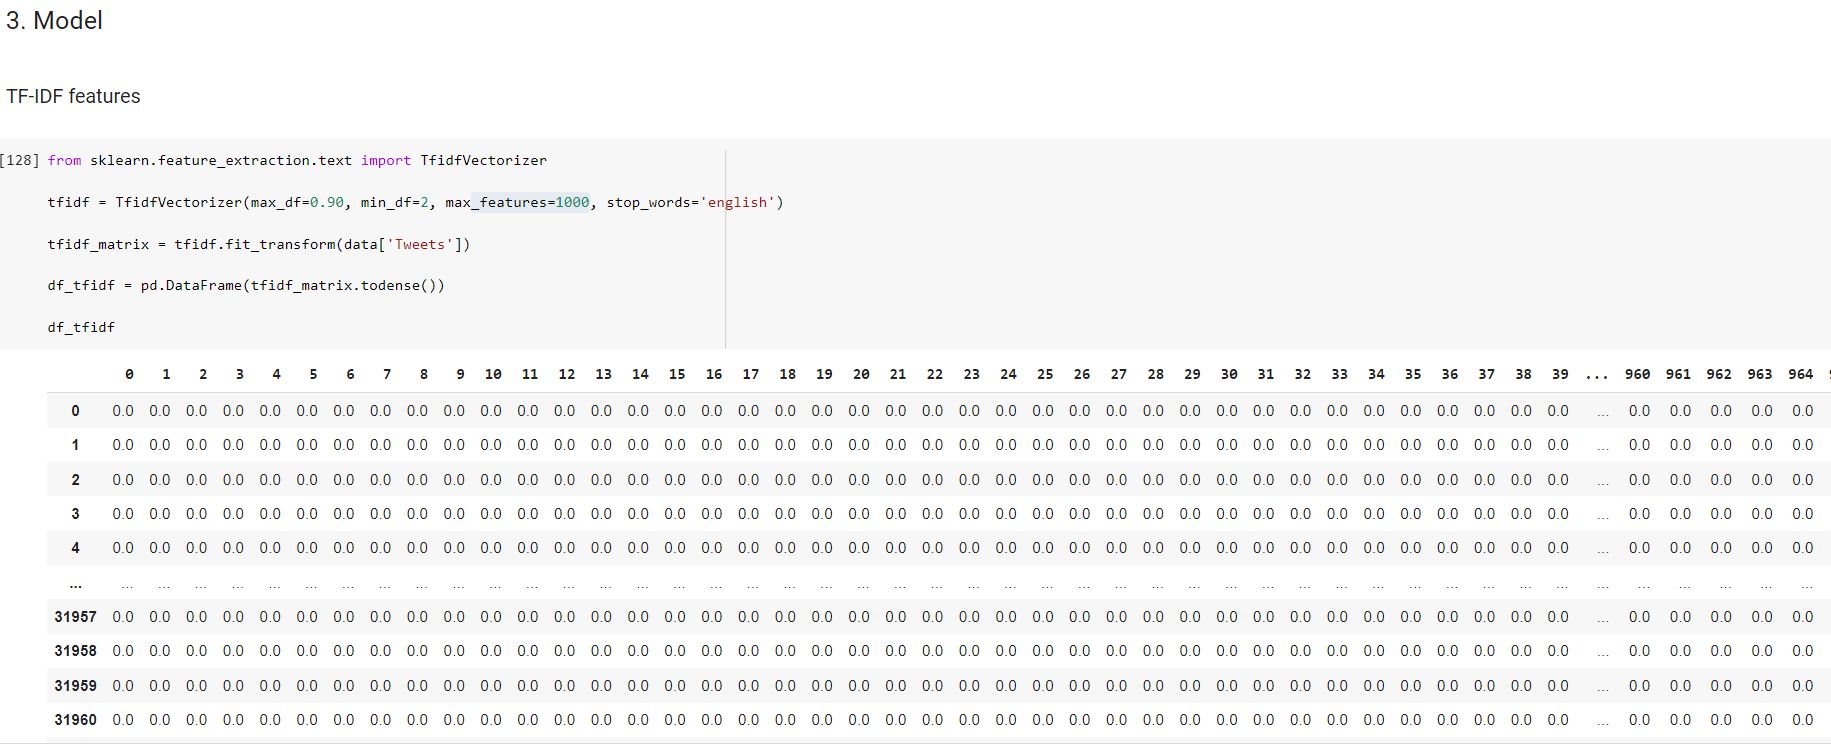 3. Model
TF-IDF features
[128] from sklearn.feature_extraction.text import TfidfVectorizer
tfidf = TfidfVectorizer(max_df=0.90, min_df=2, max_features=1000, stop_words='english')
tfidf_matrix = tfidf.fit_transform(data['Tweets'])
df_tfidf = pd.DataFrame(tfidf_matrix.todense())
df_tfidf
0 1 2 3 4 5 6 7 8 9 10 11 12 13 14 15 16 17 18 19 20 21 22 23 24 25 26 27 28 29 30 31 32 33 34 35 36 37 38 39 ... 960 961 962 963 964
0 0.0 0.0 0.0 0.0 0.0 0.0 0.0 0.0 0.0 0.0 0.0 0.0 0.0 0.0 0.0 0.0 0.0 0.0 0.0 0.0 0.0 0.0 0.0 0.0 0.0 0.0 0.0 0.0 0.0 0.0 0.0 0.0 0.0 0.0 0.0 0.0 0.0 0.0 0.0 0.0 ... 0.0 0.0 0.0 0.0 0.0
1 0.0 0.0 0.0 0.0 0.0 0.0 0.0 0.0 0.0 0.0 0.0 0.0 0.0 0.0 0.0 0.0 0.0 0.0 0.0 0.0 0.0 0.0 0.0 0.0 0.0 0.0 0.0 0.0 0.0 0.0 0.0 0.0 0.0 0.0 0.0 0.0 0.0 0.0 0.0 0.0 ... 0.0 0.0 0.0 0.0 0.0
2 0.0 0.0 0.0 0.0 0.0 0.0 0.0 0.0 0.0 0.0 0.0 0.0 0.0 0.0 0.0 0.0 0.0 0.0 0.0 0.0 0.0 0.0 0.0 0.0 0.0 0.0 0.0 0.0 0.0 0.0 0.0 0.0 0.0 0.0 0.0 0.0 0.0 0.0 0.0 0.0 ... 0.0 0.0 0.0 0.0 0.0
3 0.0 0.0 0.0 0.0 0.0 0.0 0.0 0.0 0.0 0.0 0.0 0.0 0.0 0.0 0.0 0.0 0.0 0.0 0.0 0.0 0.0 0.0 0.0 0.0 0.0 0.0 0.0 0.0 0.0 0.0 0.0 0.0 0.0 0.0 0.0 0.0 0.0 0.0 0.0 0.0 ... 0.0 0.0 0.0 0.0 0.0
4 0.0 0.0 0.0 0.0 0.0 0.0 0.0 0.0 0.0 0.0 0.0 0.0 0.0 0.0 0.0 0.0 0.0 0.0 0.0 0.0 0.0 0.0 0.0 0.0 0.0 0.0 0.0 0.0 0.0 0.0 0.0 0.0 0.0 0.0 0.0 0.0 0.0 0.0 0.0 0.0 ... 0.0 0.0 0.0 0.0 0.0
... ... ... ... ... ... ... ... ... ... ... ... ... ... ... ... ... ... ... ... ... ... ... ... ... ... ... ... ... ... ... ... ... ... ... ... ... ... ... ... ... ... ... ... ... ... ...
31957 0.0 0.0 0.0 0.0 0.0 0.0 0.0 0.0 0.0 0.0 0.0 0.0 0.0 0.0 0.0 0.0 0.0 0.0 0.0 0.0 0.0 0.0 0.0 0.0 0.0 0.0 0.0 0.0 0.0 0.0 0.0 0.0 0.0 0.0 0.0 0.0 0.0 0.0 0.0 0.0 ... 0.0 0.0 0.0 0.0 0.0
31958 0.0 0.0 0.0 0.0 0.0 0.0 0.0 0.0 0.0 0.0 0.0 0.0 0.0 0.0 0.0 0.0 0.0 0.0 0.0 0.0 0.0 0.0 0.0 0.0 0.0 0.0 0.0 0.0 0.0 0.0 0.0 0.0 0.0 0.0 0.0 0.0 0.0 0.0 0.0 0.0 ... 0.0 0.0 0.0 0.0 0.0
31959 0.0 0.0 0.0 0.0 0.0 0.0 0.0 0.0 0.0 0.0 0.0 0.0 0.0 0.0 0.0 0.0 0.0 0.0 0.0 0.0 0.0 0.0 0.0 0.0 0.0 0.0 0.0 0.0 0.0 0.0 0.0 0.0 0.0 0.0 0.0 0.0 0.0 0.0 0.0 0.0 ... 0.0 0.0 0.0 0.0 0.0
31960 0.0 0.0 0.0 0.0 0.0 0.0 0.0 0.0 0.0 0.0 0.0 0.0 0.0 0.0 0.0 0.0 0.0 0.0 0.0 0.0 0.0 0.0 0.0 0.0 0.0 0.0 0.0 0.0 0.0 0.0 0.0 0.0 0.0 0.0 0.0 0.0 0.0 0.0 0.0 0.0 ... 0.0 0.0 0.0 0.0 0.0